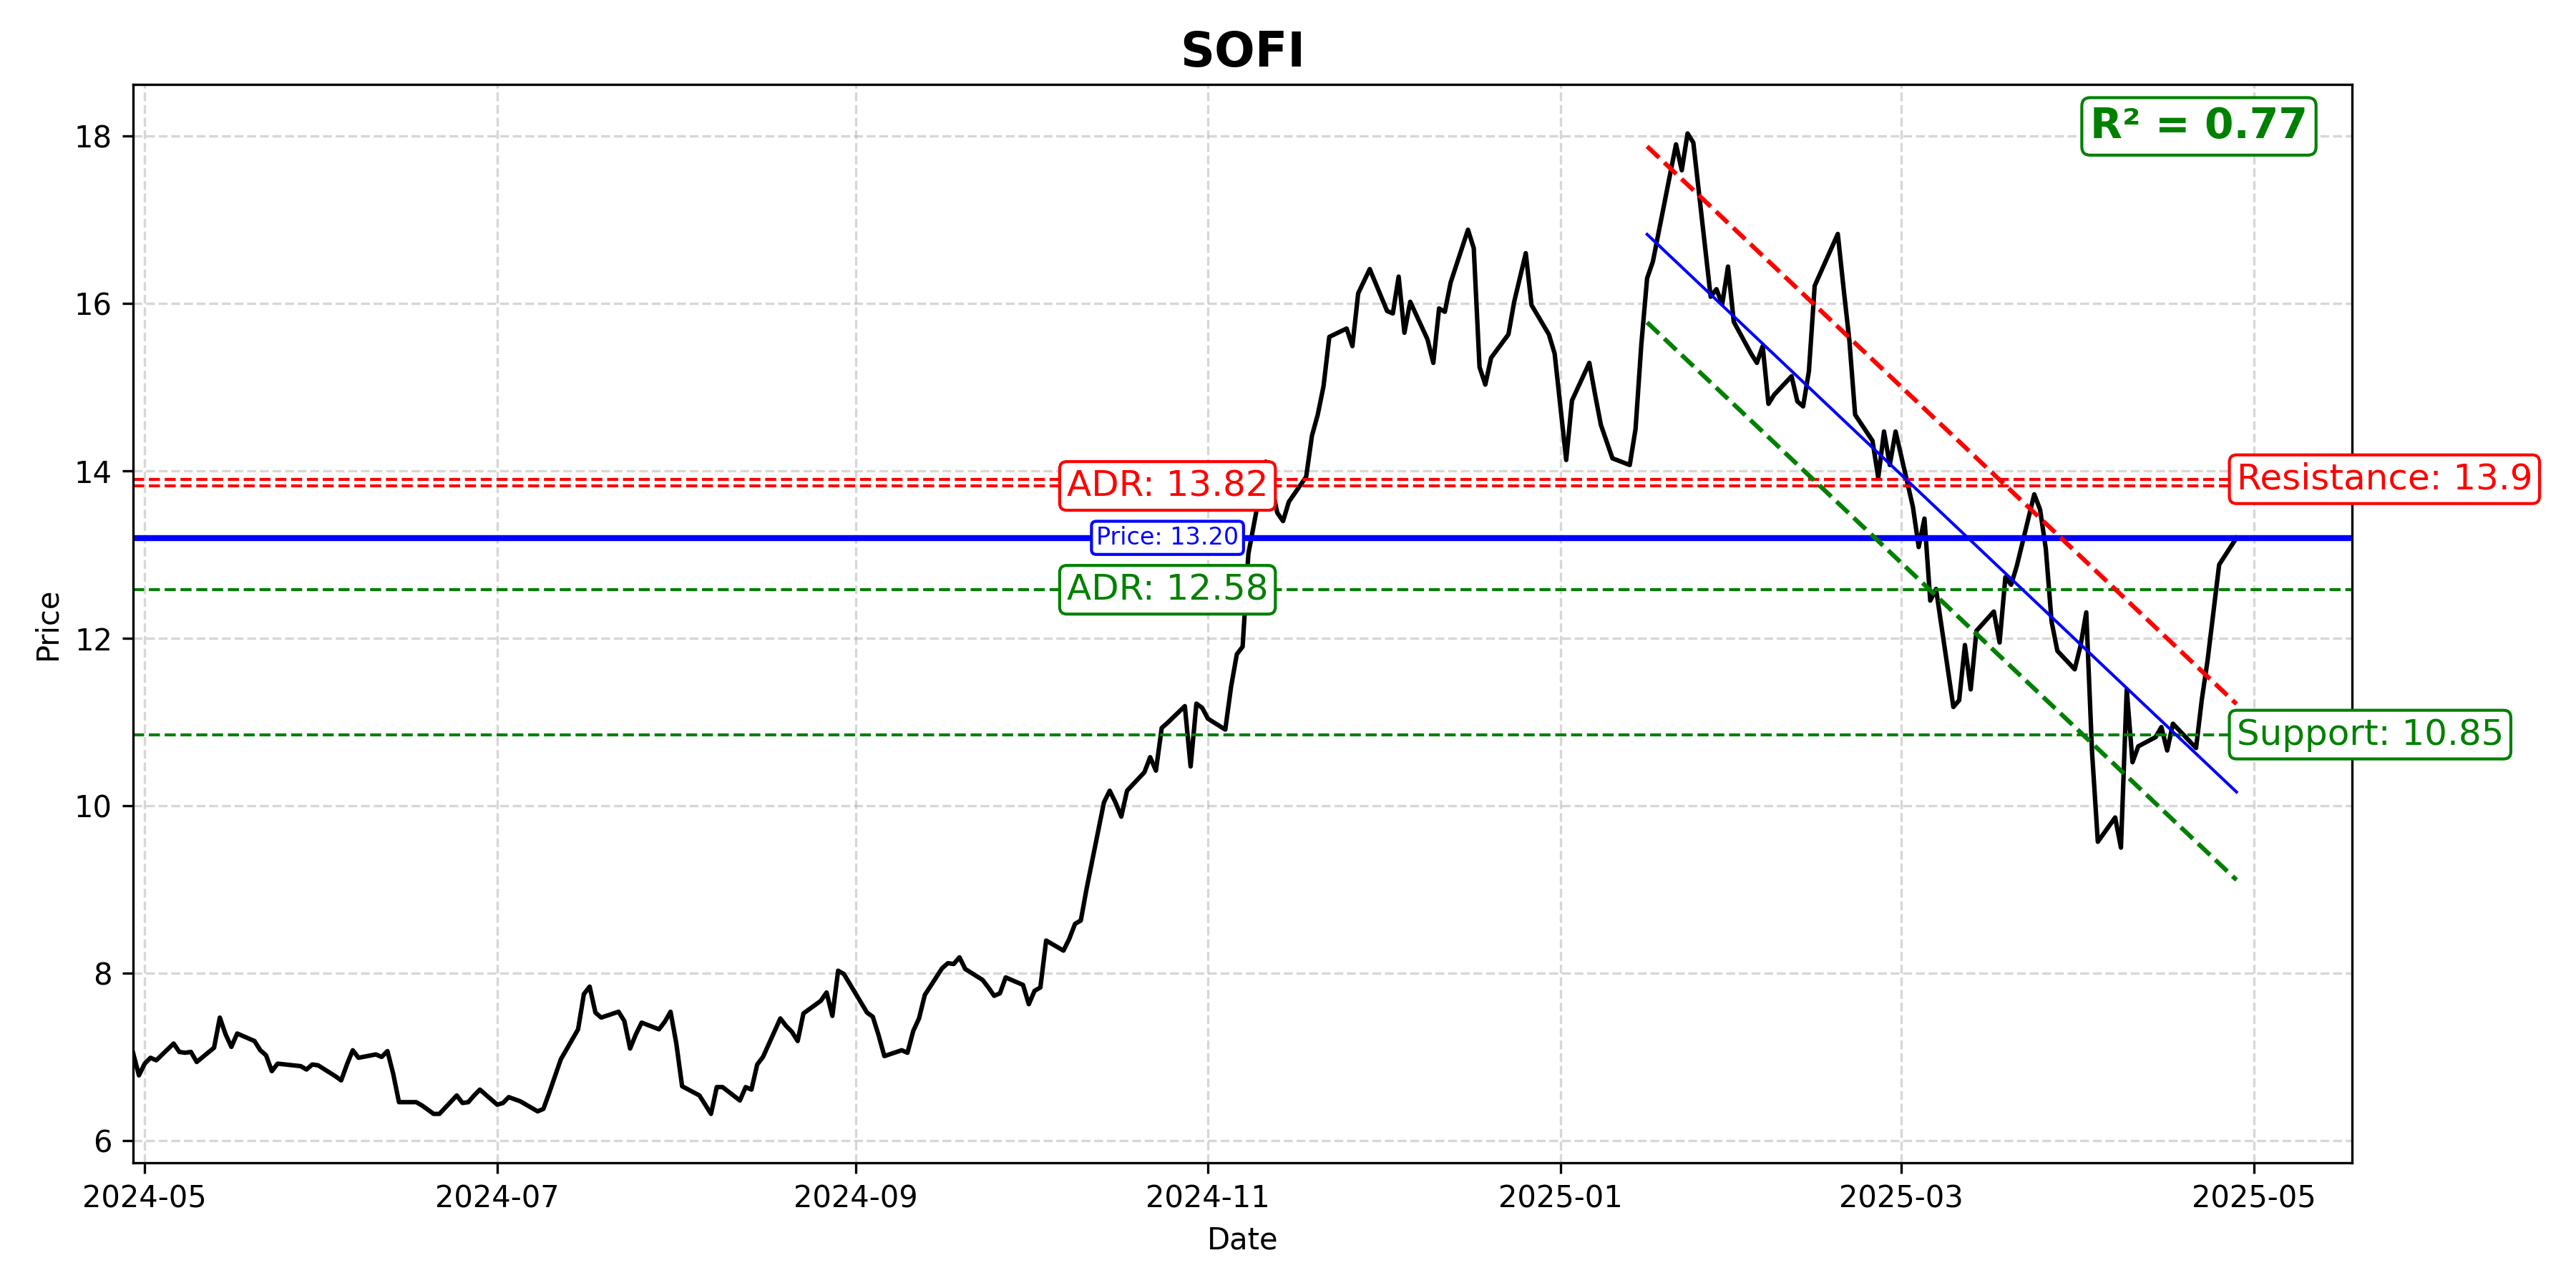 SOFI
R² = 0.77
18
16
14
12
10
8
6
Price
ADR: 13.82
Resistance: 13.9
Price: 13.20
ADR: 12.58
Support: 10.85
2024-05
2024-07
2024-09
2024-11
2025-01
2025-03
2025-05
Date